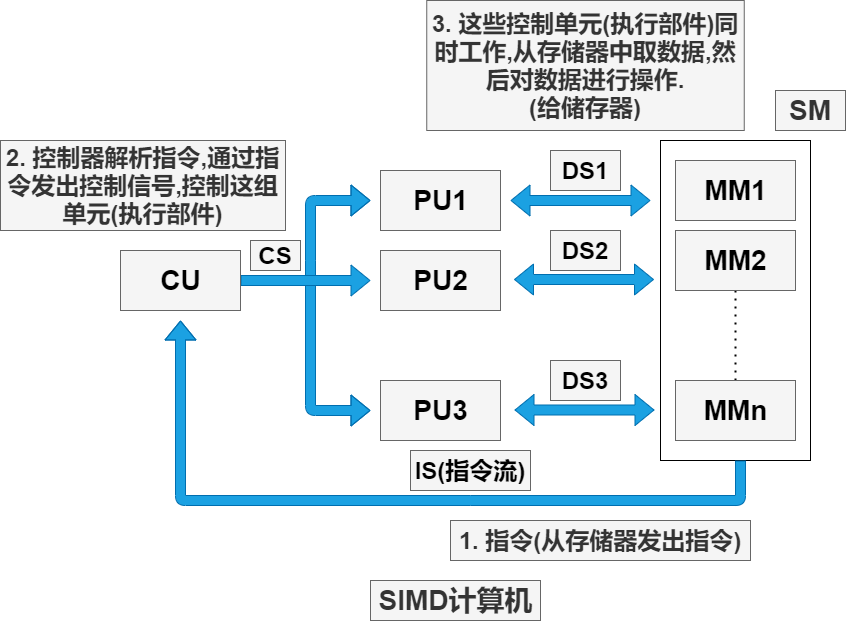 3. 这些控制单元(执行部件)同
时工作,从存储器中取数据,然
后对数据进行操作.
(给储存器)
SM
2. 控制器解析指令,通过指
令发出控制信号,控制这组
单元(执行部件)
CS
CU
PU1
DS1
MM1
PU2
DS2
MM2
PU3
DS3
MMn
IS(指令流)
1. 指令(从存储器发出指令)
SIMD计算机